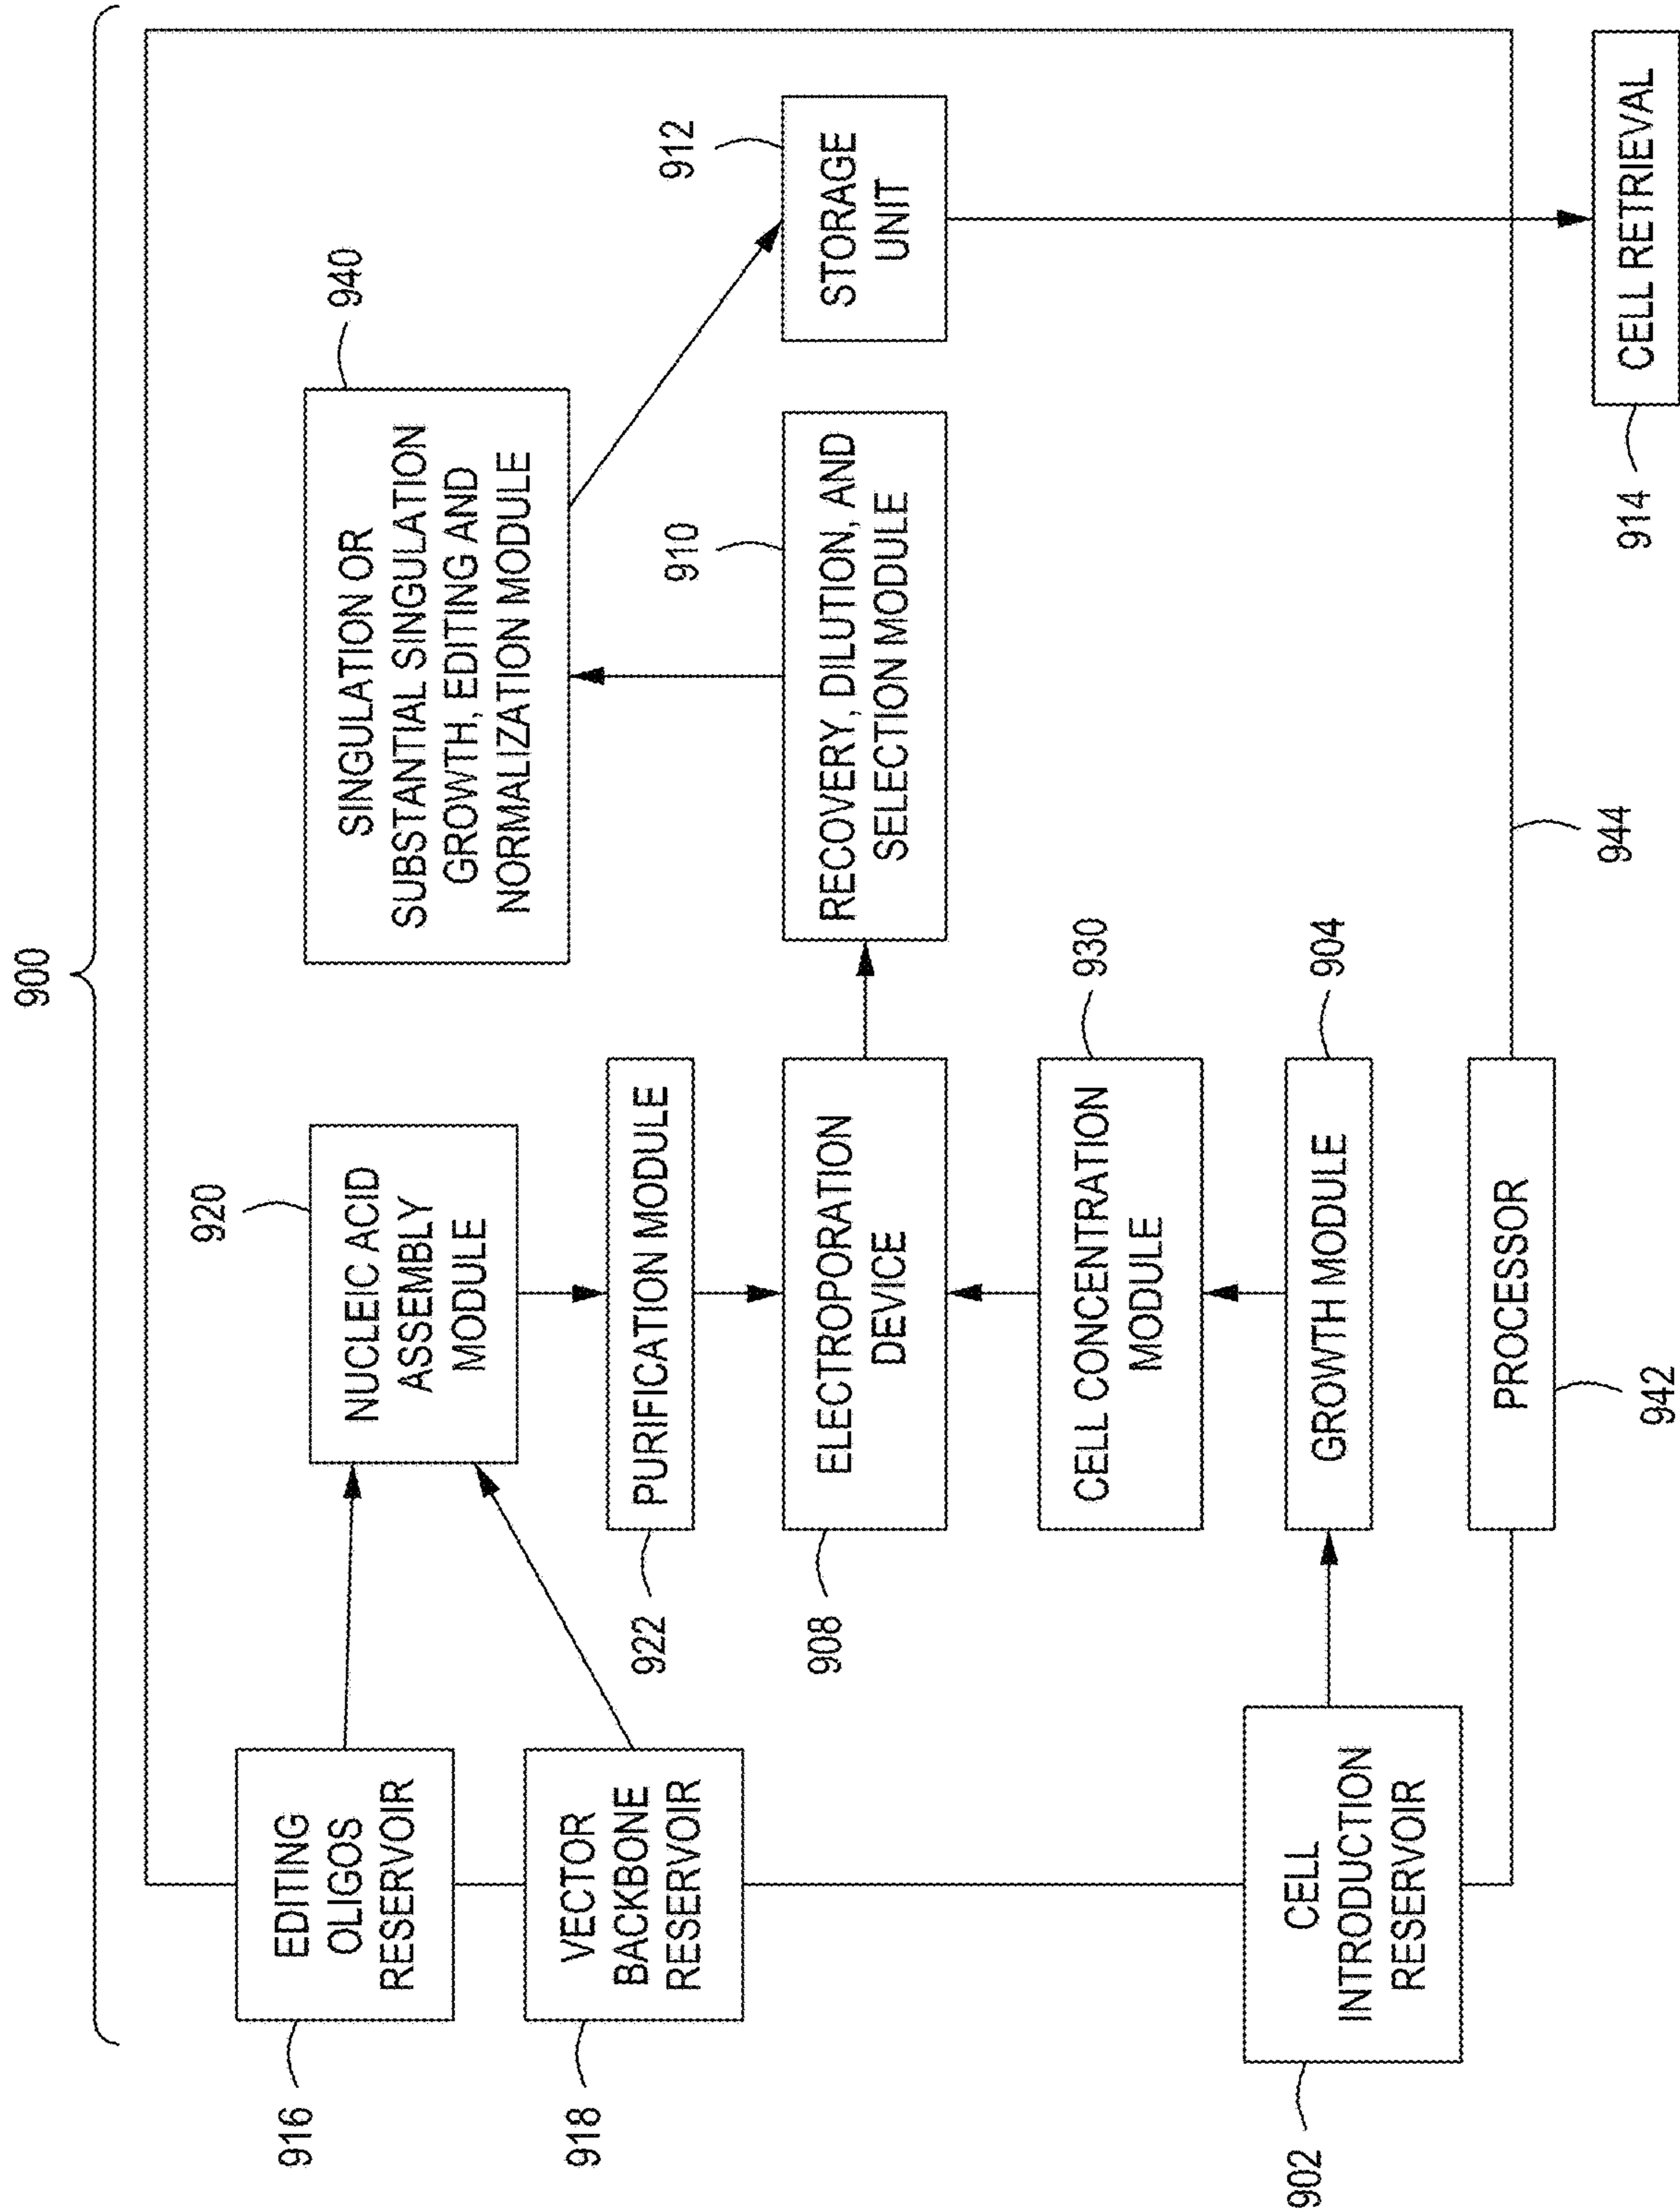 900
916
EDITING
OLIGOS
RESERVOIR
918
VECTOR
BACKBONE
RESERVOIR
902
CELL
INTRODUCTION
RESERVOIR
920
NUCLEIC ACID
ASSEMBLY
MODULE
922
PURIFICATION MODULE
908
ELECTROPORATION
DEVICE
930
CELL CONCENTRATION
MODULE
904
GROWTH MODULE
PROCESSOR
942
940
SINGULATION OR
SUBSTANTIAL SINGULATION
GROWTH, EDITING AND
NORMALIZATION MODULE
910
RECOVERY, DILUTION, AND
SELECTION MODULE
912
STORAGE
UNIT
944
914
CELL RETRIEVAL